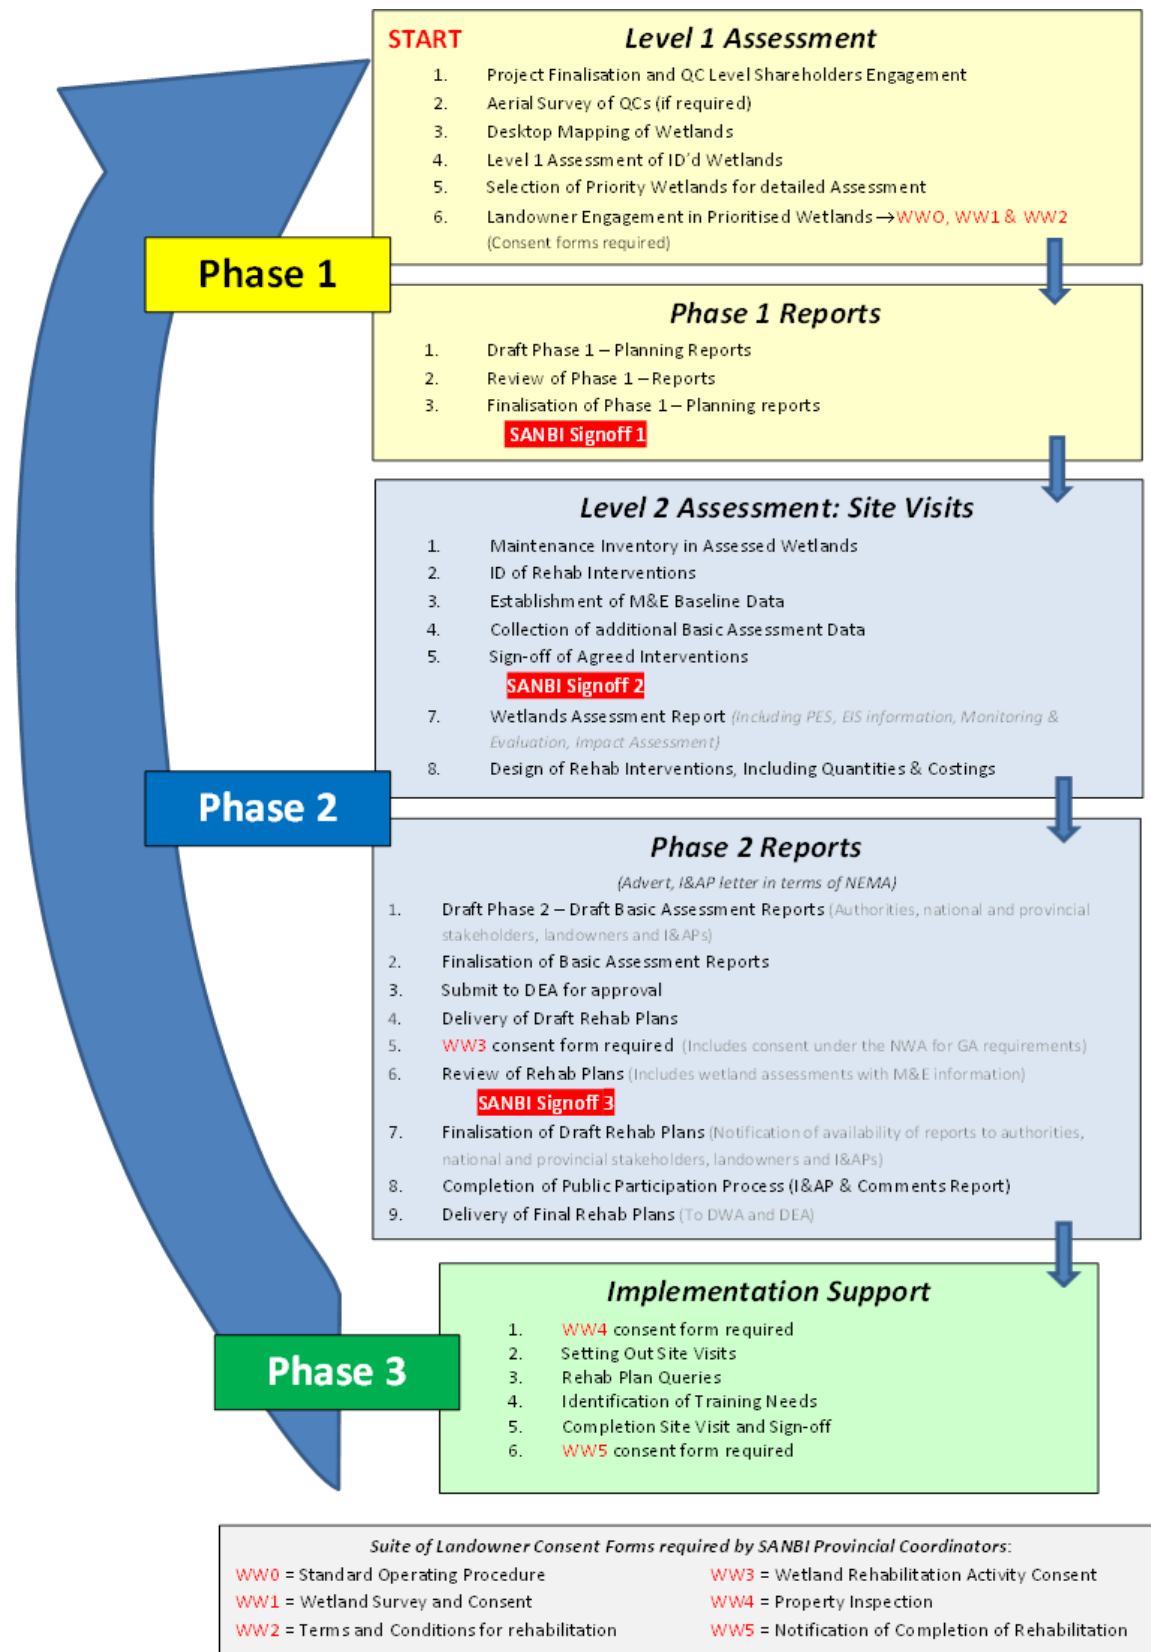 START Level 1 Assessment
1. Project Finalisation and QC Level Shareholders Engagement
2. Aerial Survey of QCs (if required)
3. Desktop Mapping of Wetlands
4. Level 1 Assessment of ID'd Wetlands
5. Selection of Priority Wetlands for detailed Assessment
6. Landowner Engagement in Prioritised Wetlands →WW0, WW1 & WW2
(Consent forms required)
Phase 1
Phase 1 Reports
1. Draft Phase 1 – Planning Reports
2. Review of Phase 1 – Reports
3. Finalisation of Phase 1 – Planning reports
SANBI Signoff 1
Level 2 Assessment: Site Visits
1. Maintenance Inventory in Assessed Wetlands
2. ID of Rehab Interventions
3. Establishment of M&E Baseline Data
4. Collection of additional Basic Assessment Data
5. Sign-off of Agreed Interventions
SANBI Signoff 2
7. Wetlands Assessment Report (Including PES, EIS information, Monitoring &
Evaluation, Impact Assessment)
8. Design of Rehab Interventions, Including Quantities & Costings
Phase 2
Phase 2 Reports
(Advert, I&AP letter in terms of NEMA)
1. Draft Phase 2 – Draft Basic Assessment Reports (Authorities, national and provincial
stakeholders, landowners and I&APs)
2. Finalisation of Basic Assessment Reports
3. Submit to DEA for approval
4. Delivery of Draft Rehab Plans
5. WW3 consent form required (Includes consent under the NWA for GA requirements)
6. Review of Rehab Plans (Includes wetland assessments with M&E information)
SANBI Signoff 3
7. Finalisation of Draft Rehab Plans (Notification of availability of reports to authorities,
national and provincial stakeholders, landowners and I&APs)
8. Completion of Public Participation Process (I&AP & Comments Report)
9. Delivery of Final Rehab Plans (To DWA and DEA)
Implementation Support
1. WW4 consent form required
2. Setting Out Site Visits
3. Rehab Plan Queries
4. Identification of Training Needs
5. Completion Site Visit and Sign-off
6. WW5 consent form required
Phase 3
Suite of Landowner Consent Forms required by SANBI Provincial Coordinators:
WW0 = Standard Operating Procedure
WW1 = Wetland Survey and Consent
WW2 = Terms and Conditions for rehabilitation
WW3 = Wetland Rehabilitation Activity Consent
WW4 = Property Inspection
WW5 = Notification of Completion of Rehabilitation